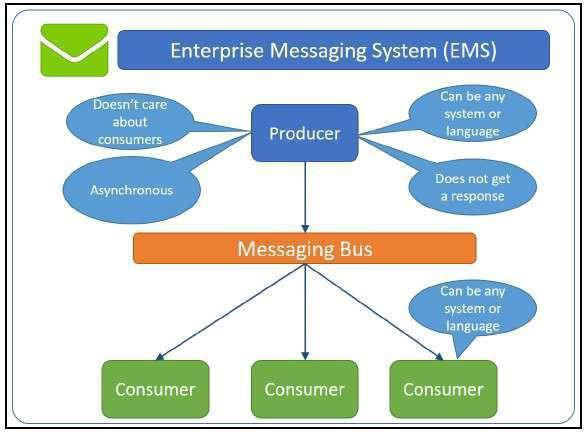 Enterprise Messaging System (EMS)
Doesn't care
about
consumers
Can be any
system or
language
Producer
Asynchronous
Does not get
a response
Messaging Bus
Can be any
system or
language
Consumer
Consumer
Consumer